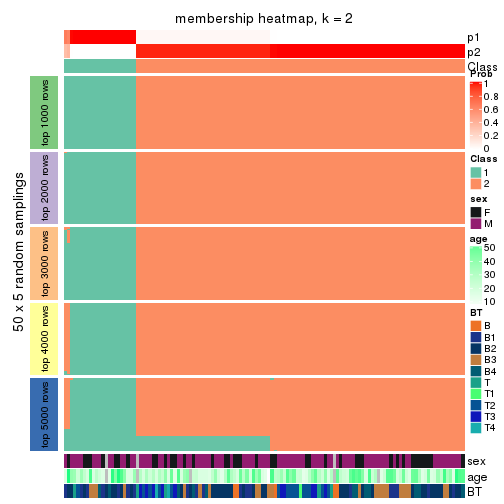 membership heatmap, k = 2
p1
p2
Class
50 x 5 random samplings
top 1000 rows
top 2000 rows
top 3000 rows
top 4000 rows
top 5000 rows
sex
age
BT
Prob
1
0.8
0.6
0.4
0.2
0
Class
1
2
sex
F
M
age
50
40
30
20
10
BT
B
B1
B2
B3
B4
T
T1
T2
T3
T4